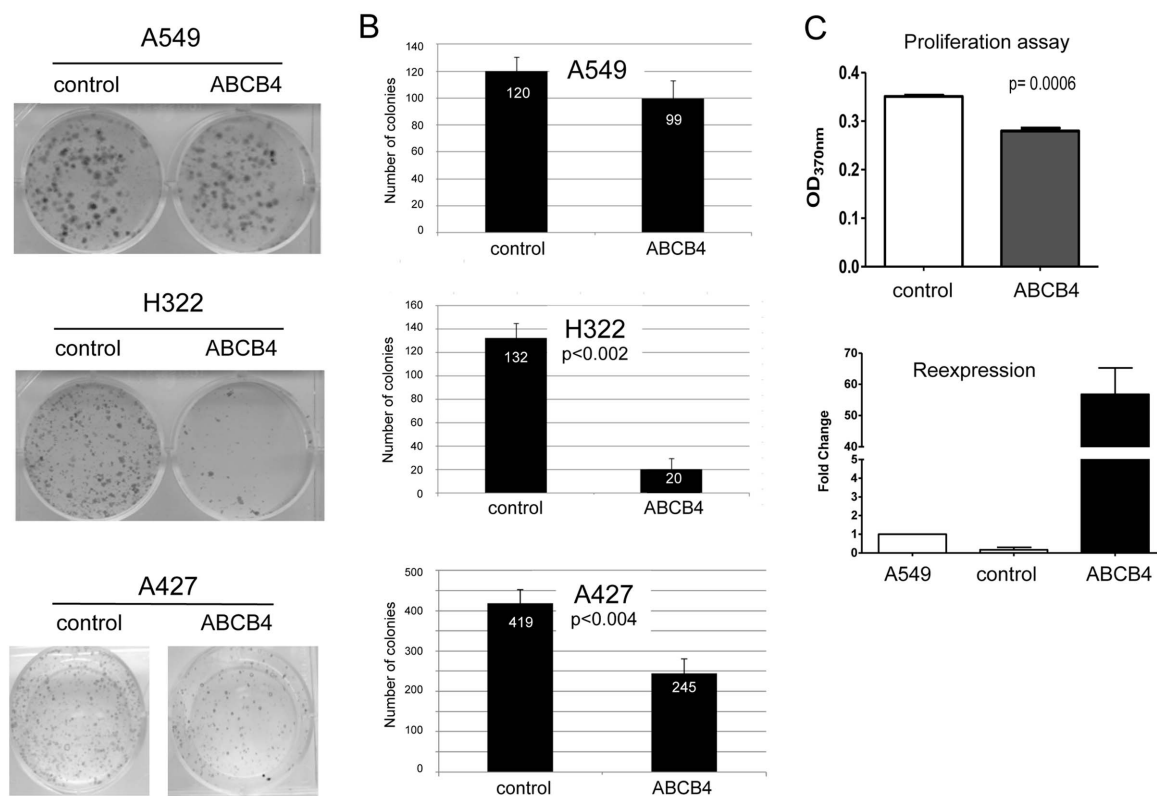 A549
control ABCB4
H322
control ABCB4
A427
control ABCB4
B
Number of colonies
140
120
100
80
60
40
20
0
A549
120
99
control ABCB4
Number of colonies
160
140
120
100
80
60
40
20
0
H322
p<0.002
132
20
control ABCB4
Number of colonies
500
400
300
200
100
0
A427
p<0.004
419
245
control ABCB4
C
Proliferation assay
p= 0.0006
OD370nm
0.4
0.3
0.1
0.0
control ABCB4
Reexpression
Fold Change
70
60
50
40
5
4
3
2
1
0
A549 control ABCB4